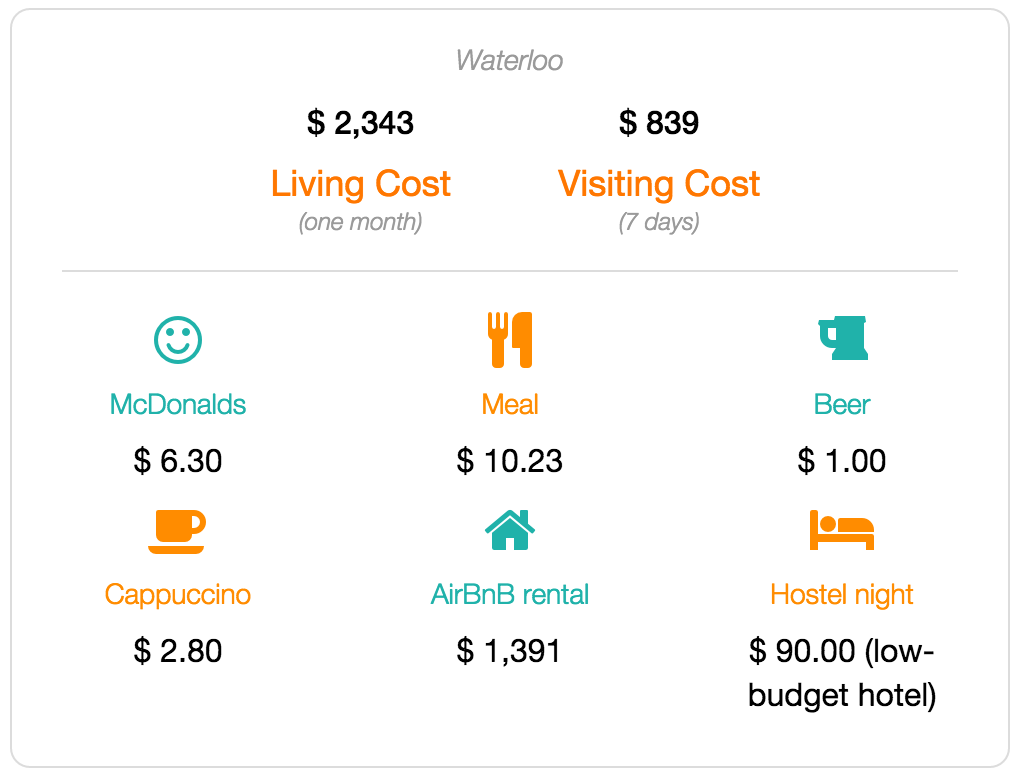 Waterloo
$ 2,343 $ 839
Living Cost Visiting Cost
(one month) (7 days)
McDonalds Meal Beer
$ 6.30 $ 10.23 $ 1.00
Cappuccino AirBnB rental Hostel night
$ 2.80 $ 1,391 $ 90.00 (low-
budget hotel)